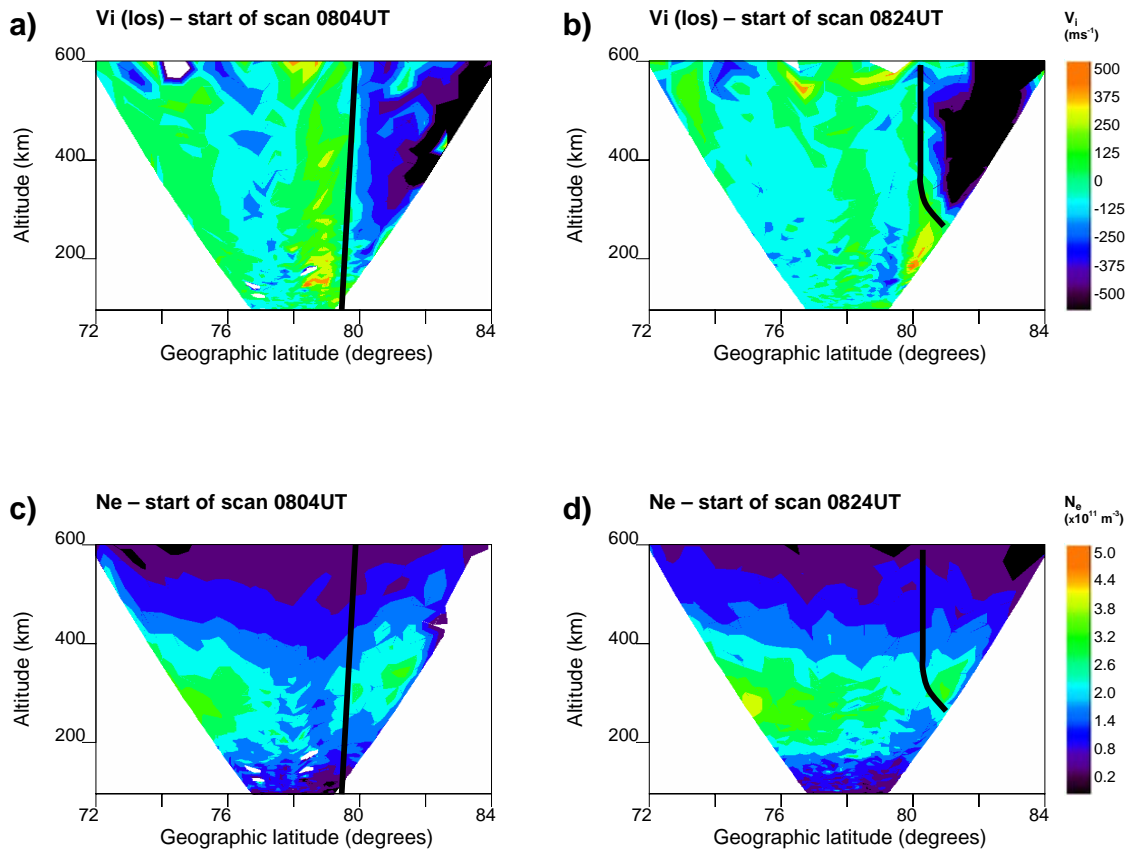 a)
Vi (los) – start of scan 0804UT
600
400
200
Altitude (km)
72
76
80
84
Geographic latitude (degrees)
b)
Vi (los) – start of scan 0824UT
600
400
200
Altitude (km)
72
76
80
84
Geographic latitude (degrees)
Vi
(ms-1)
500
375
250
125
0
-125
-250
-375
-500
c)
Ne – start of scan 0804UT
600
400
200
Altitude (km)
72
76
80
84
Geographic latitude (degrees)
d)
Ne – start of scan 0824UT
600
400
200
Altitude (km)
72
76
80
84
Geographic latitude (degrees)
Ne
(x1011 m-3)
5.0
4.4
3.8
3.2
2.6
2.0
1.4
0.8
0.2